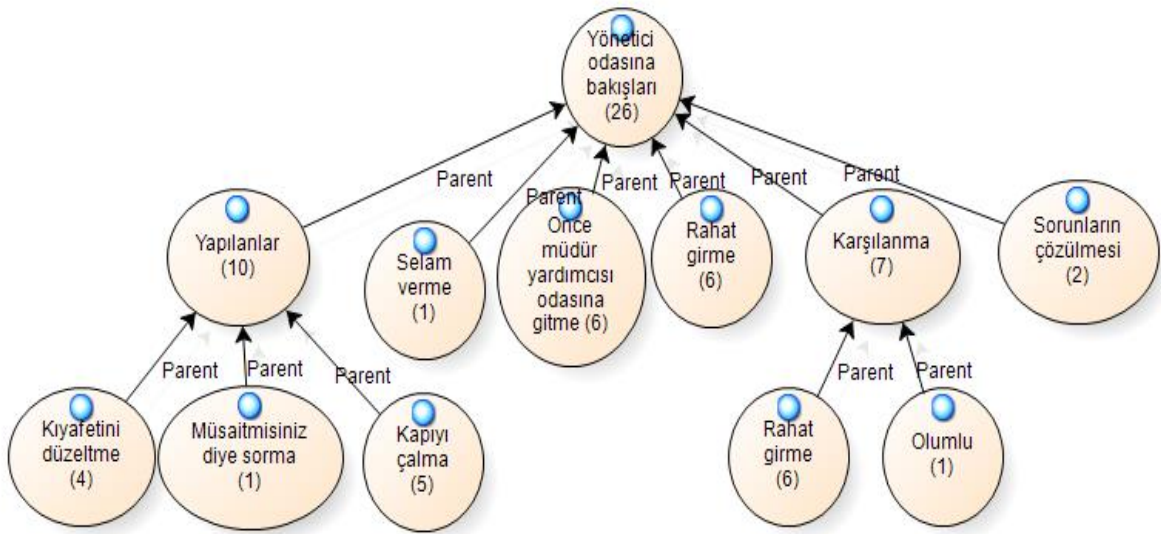 Yönetici
odasına
bakışları
(26)
Parent
Parent
Parent
Parent
Parent
Parent
Yapılanlar
(10)
Selam
verme
(1)
Önce
müdür
yardımcısı
odasına
gitme (6)
Rahat
girme
(6)
Karşılanma
(7)
Sorunların
çözülmesi
(2)
Parent
Parent
Parent
Parent
Parent
Kıyafetini
düzeltme
(4)
Müsaitmisiniz
diye sorma
(1)
Kapıyı
çalma
(5)
Rahat
girme
(6)
Olumlu
(1)